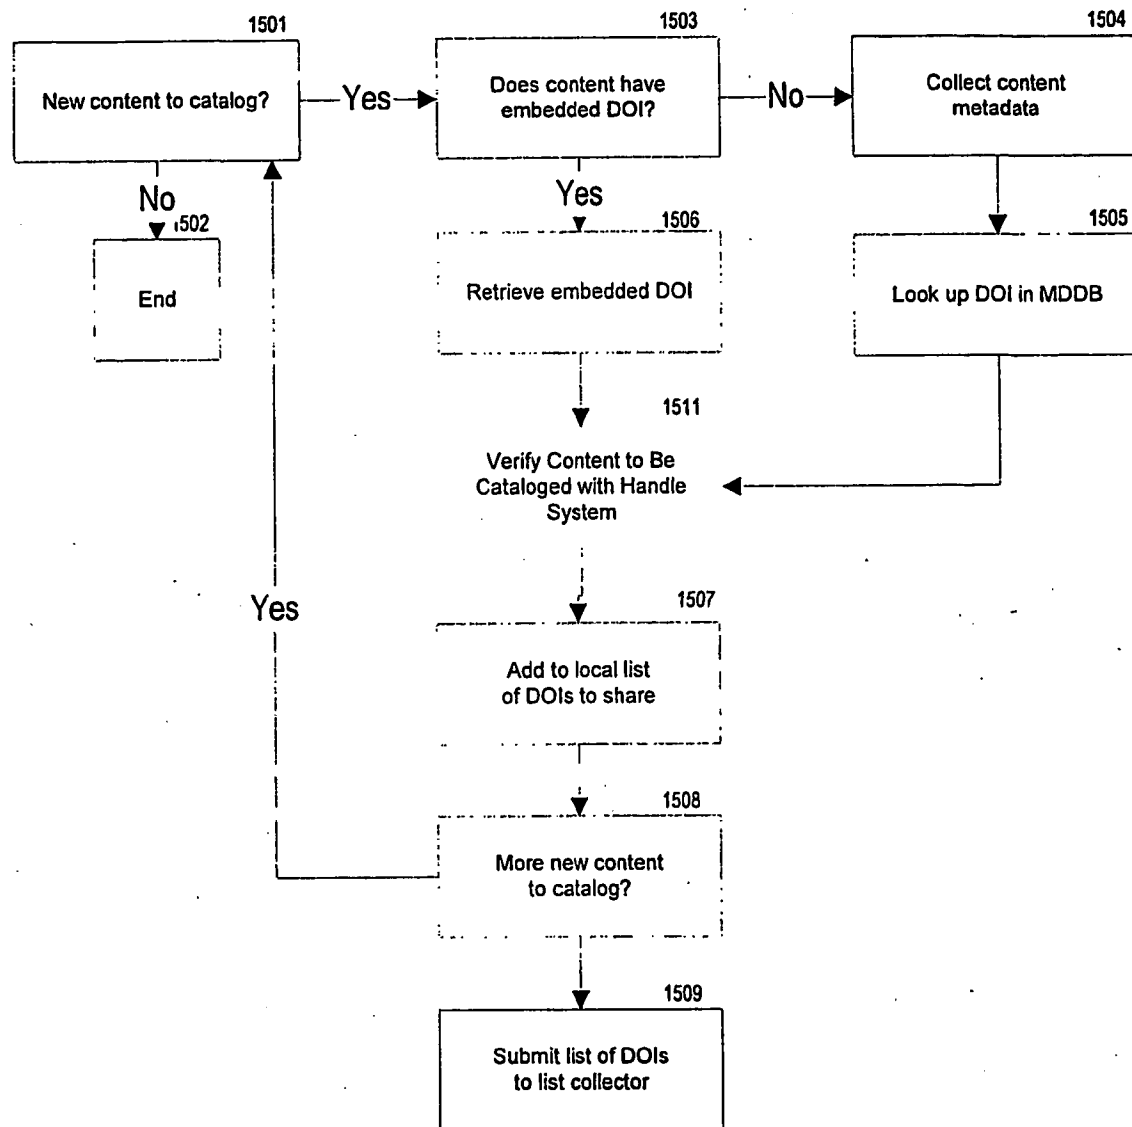 1501
New content to catalog?
Yes
1503
Does content have
embedded DOI?
No
1504
Collect content
metadata
No
1502
End
Yes
1506
Retrieve embedded DOI
1505
Look up DOI in MDDB
1511
Verify Content to Be
Cataloged with Handle
System
Yes
1507
Add to local list
of DOIs to share
1508
More new content
to catalog?
1509
Submit list of DOIs
to list collector